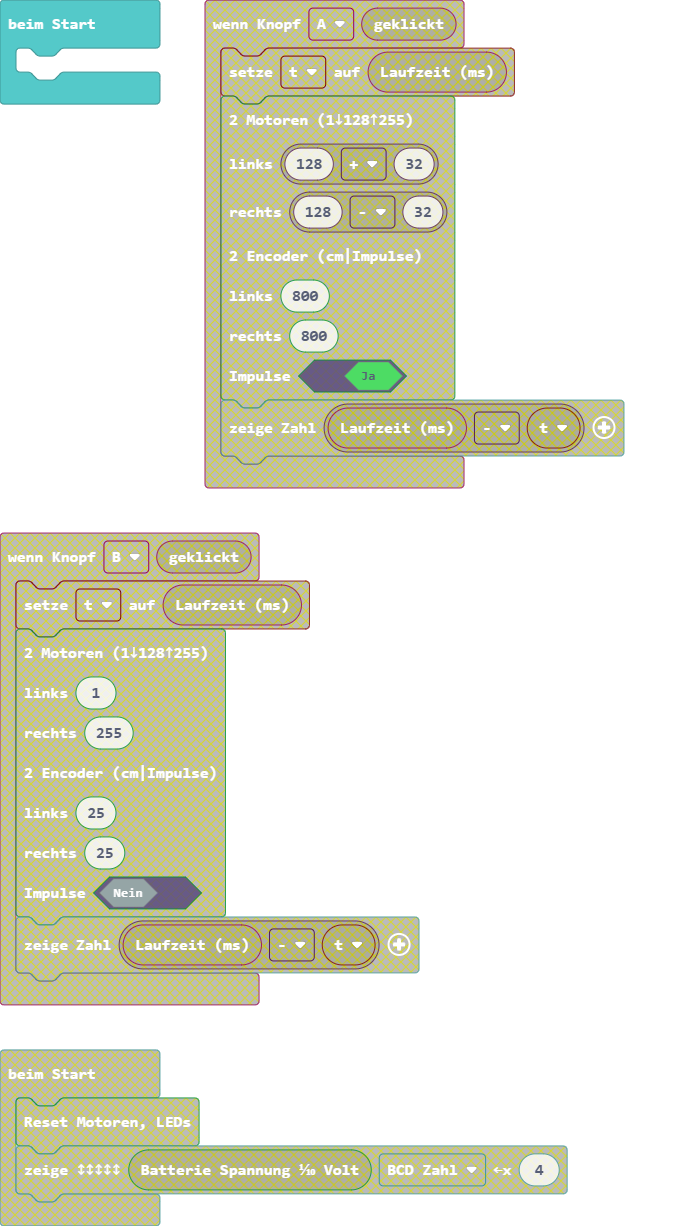 beim Start
wenn Knopf A geklickt
setze t auf Laufzeit (ms)
2 Motoren (1↓128↑255)
links 128 + 32
rechts 128 - 32
2 Encoder (cm|Impulse)
links 800
rechts 800
Impulse Ja
zeige Zahl Laufzeit (ms) - t
wenn Knopf B geklickt
setze t auf Laufzeit (ms)
2 Motoren (1↓128↑255)
links 1
rechts 255
2 Encoder (cm|Impulse)
links 25
rechts 25
Impulse Nein
zeige Zahl Laufzeit (ms) - t
beim Start
Reset Motoren, LEDs
zeige ↕↕↕↕↕ Batterie Spannung ⅒ Volt BCD Zahl ↢x 4